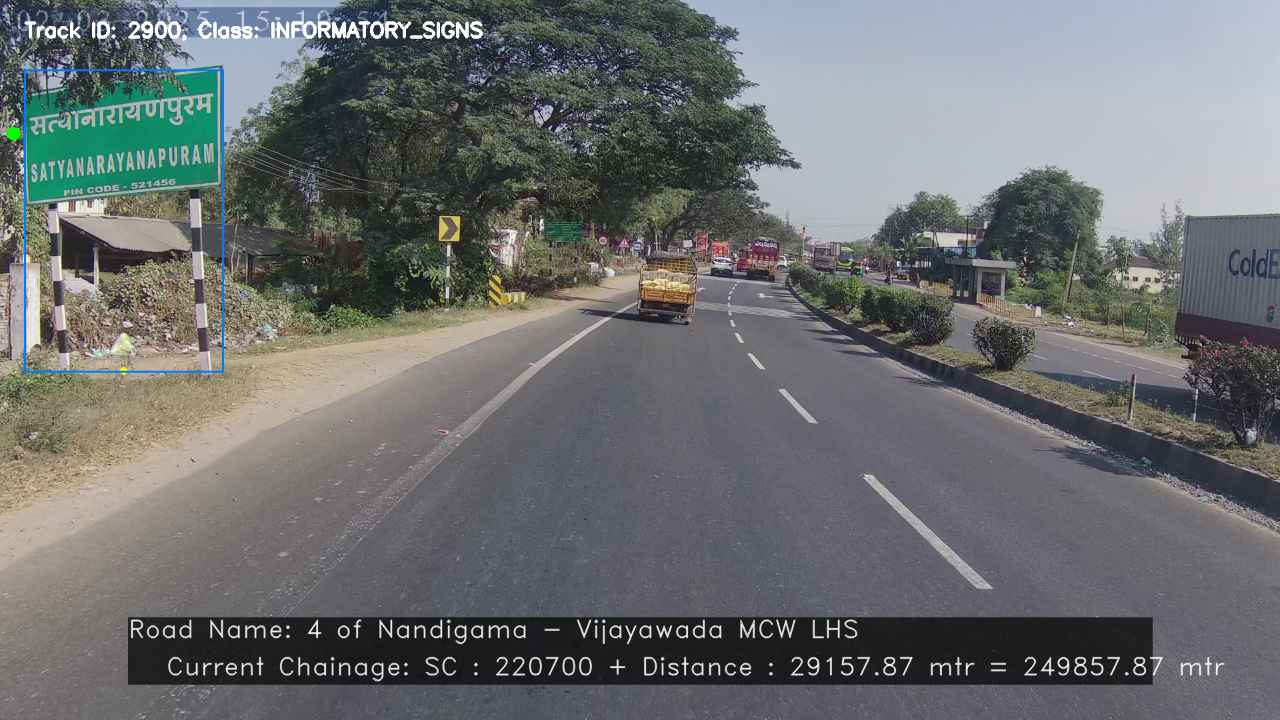 Track ID: 2900, Class: INFORMATORY_SIGNS
सत्यानारायणपुरम
SATYANARAYANAPURAM
PIN CODE - 521456
ColdE
Road Name: 4 of Nandigama - Vijayawada MCW LHS
Current Chainage: SC : 220700 + Distance : 29157.87 mtr = 249857.87 mtr